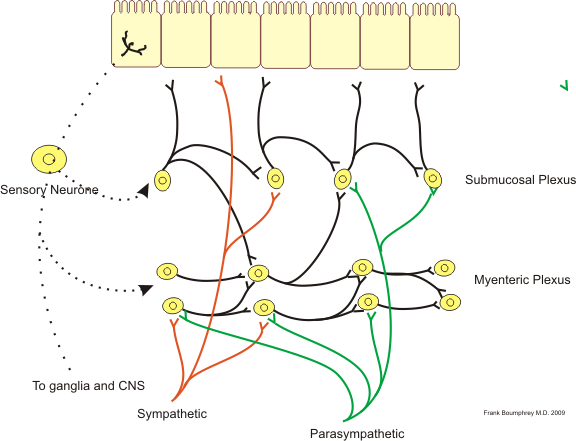 Submucosal Plexus
Sensory Neurone
Myenteric Plexus
To ganglia and CNS
Sympathetic
Frank Boumphrey M.D. 2009
Parasympathetic